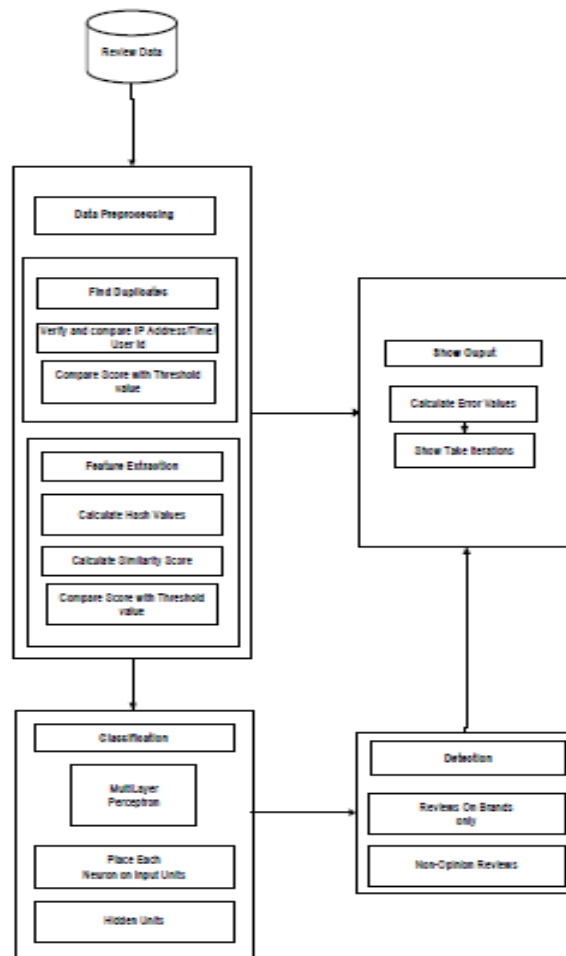 Review Data
Data Preprocessing
Find Duplicates
Verify and compare IP Address/Time/
User Id
Compare Score with Threshold
value
Feature Extraction
Calculate Hash Values
Calculate Similarity Score
Compare Score with Threshold
value
Classification
MultiLayer
Perceptron
Place Each
Neuron on Input Units
Hidden Units
Show Ouput
Calculate Error Values
Show Take Iterations
Detection
Reviews On Brands
only
Non-Opinion Reviews